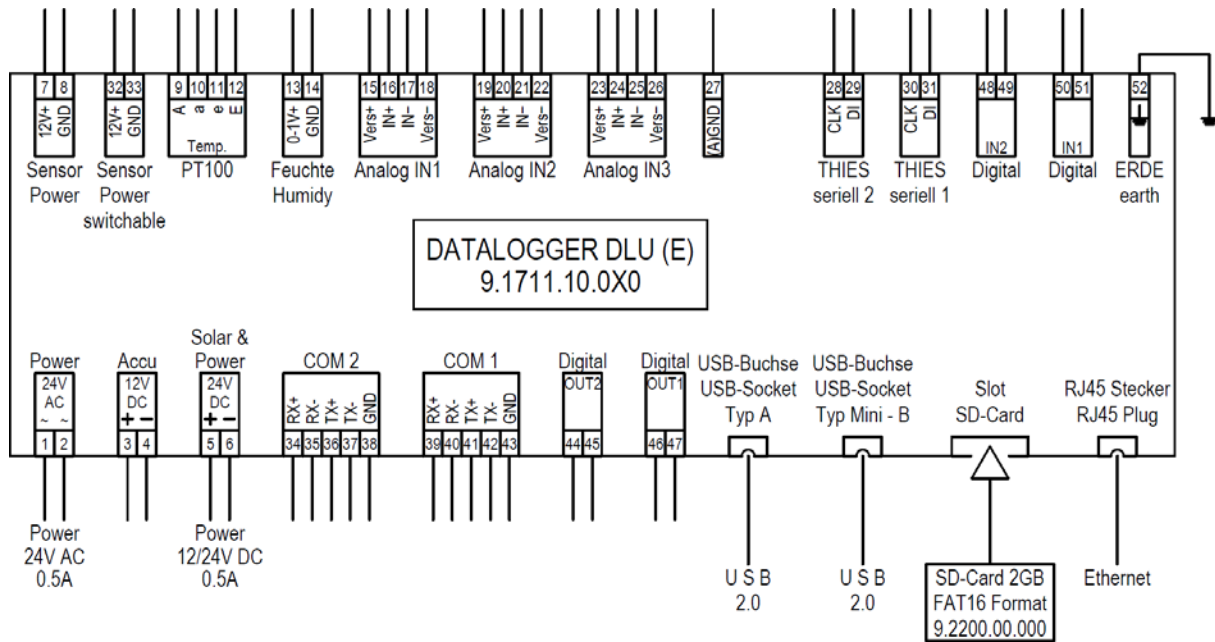 7 8 32 33 9 10 11 12 13 14 15 16 17 18 19 20 21 22 23 24 25 26 27 28 29 30 31 48 49 50 51 52
12V+ GND 12V+ GND A a e E 0-1V+ GND Vers+ IN+ IN- Vers- Vers+ IN+ IN- Vers- Vers+ IN+ IN- Vers- (A)GND CLK DI CLK DI IN2 IN1
Temp.
Sensor Sensor PT100 Feuchte Analog IN1 Analog IN2 Analog IN3 THIES THIES Digital Digital ERDE
Power Power Humidy seriell 2 seriell 1 earth
switchable
DATALOGGER DLU (E)
9.1711.10.0X0
Solar &
Power Accu Power COM 2 COM 1 Digital Digital USB-Buchse USB-Buchse
USB-Socket USB-Socket Slot RJ45 Stecker
Typ A Typ Mini - B SD-Card RJ45 Plug
24V 12V 24V OUT2 OUT1
AC DC DC
~ ~ + − + − RX+ RX- TX+ TX- GND RX+ RX- TX+ TX- GND
1 2 3 4 5 6 34 35 36 37 38 39 40 41 42 43 44 45 46 47
Power Power
24V AC 12/24V DC
0.5A 0.5A
U S B U S B SD-Card 2GB Ethernet
2.0 2.0 FAT16 Format
9.2200.00.000